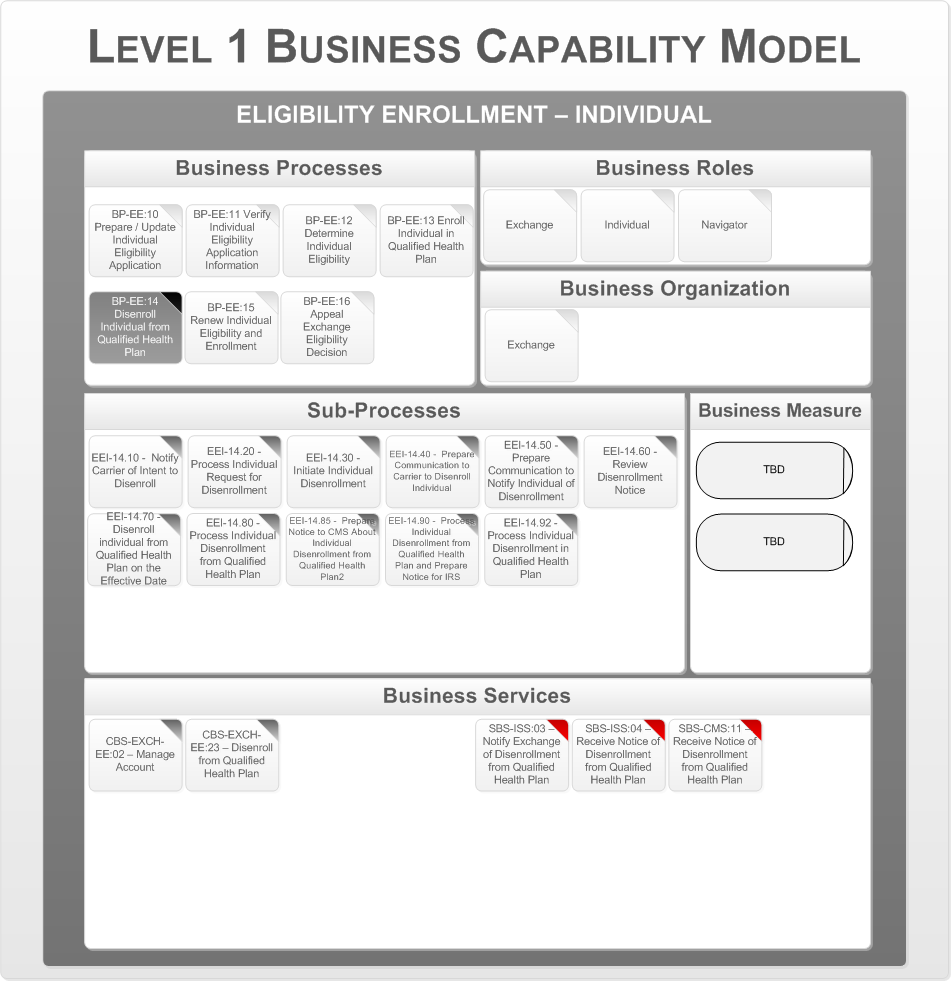 LEVEL 1 BUSINESS CAPABILITY MODEL
ELIGIBILITY ENROLLMENT – INDIVIDUAL
Business Processes
BP-EE:10
Prepare / Update
Individual
Eligibility
Application
BP-EE:11 Verify
Individual
Eligibility
Application
Information
BP-EE:12
Determine
Individual
Eligibility
BP-EE:13 Enroll
Individual in
Qualified Health
Plan
BP-EE:14
Disenroll
Individual from
Qualified Health
Plan
BP-EE:15
Renew Individual
Eligibility and
Enrollment
BP-EE:16
Appeal
Exchange
Eligibility
Decision
Business Roles
Exchange
Individual
Navigator
Business Organization
Exchange
Sub-Processes
EEI-14.10 - Notify
Carrier of Intent to
Disenroll
EEI-14.20 -
Process Individual
Request for
Disenrollment
EEI-14.30 -
Initiate Individual
Disenrollment
EEI-14.40 - Prepare
Communication to
Carrier to Disenroll
Individual
EEI-14.50 -
Prepare
Communication to
Notify Individual of
Disenrollment
EEI-14.60 -
Review
Disenrollment
Notice
EEI-14.70 -
Disenroll
individual from
Qualified Health
Plan on the
Effective Date
EEI-14.80 -
Process Individual
Disenrollment
from Qualified
Health Plan
EEI-14.85 - Prepare
Notice to CMS About
Individual
Disenrollment from
Qualified Health
Plan2
EEI-14.90 - Process
Individual
Disenrollment from
Qualified Health
Plan and Prepare
Notice for IRS
EEI-14.92 -
Process Individual
Disenrollment in
Qualified Health
Plan
Business Measure
TBD
TBD
Business Services
CBS-EXCH-
EE:02 – Manage
Account
CBS-EXCH-
EE:23 – Disenroll
from Qualified
Health Plan
SBS-ISS:03 –
Notify Exchange
of Disenrollment
from Qualified
Health Plan
SBS-ISS:04 –
Receive Notice of
Disenrollment
from Qualified
Health Plan
SBS-CMS:11 –
Receive Notice of
Disenrollment
from Qualified
Health Plan